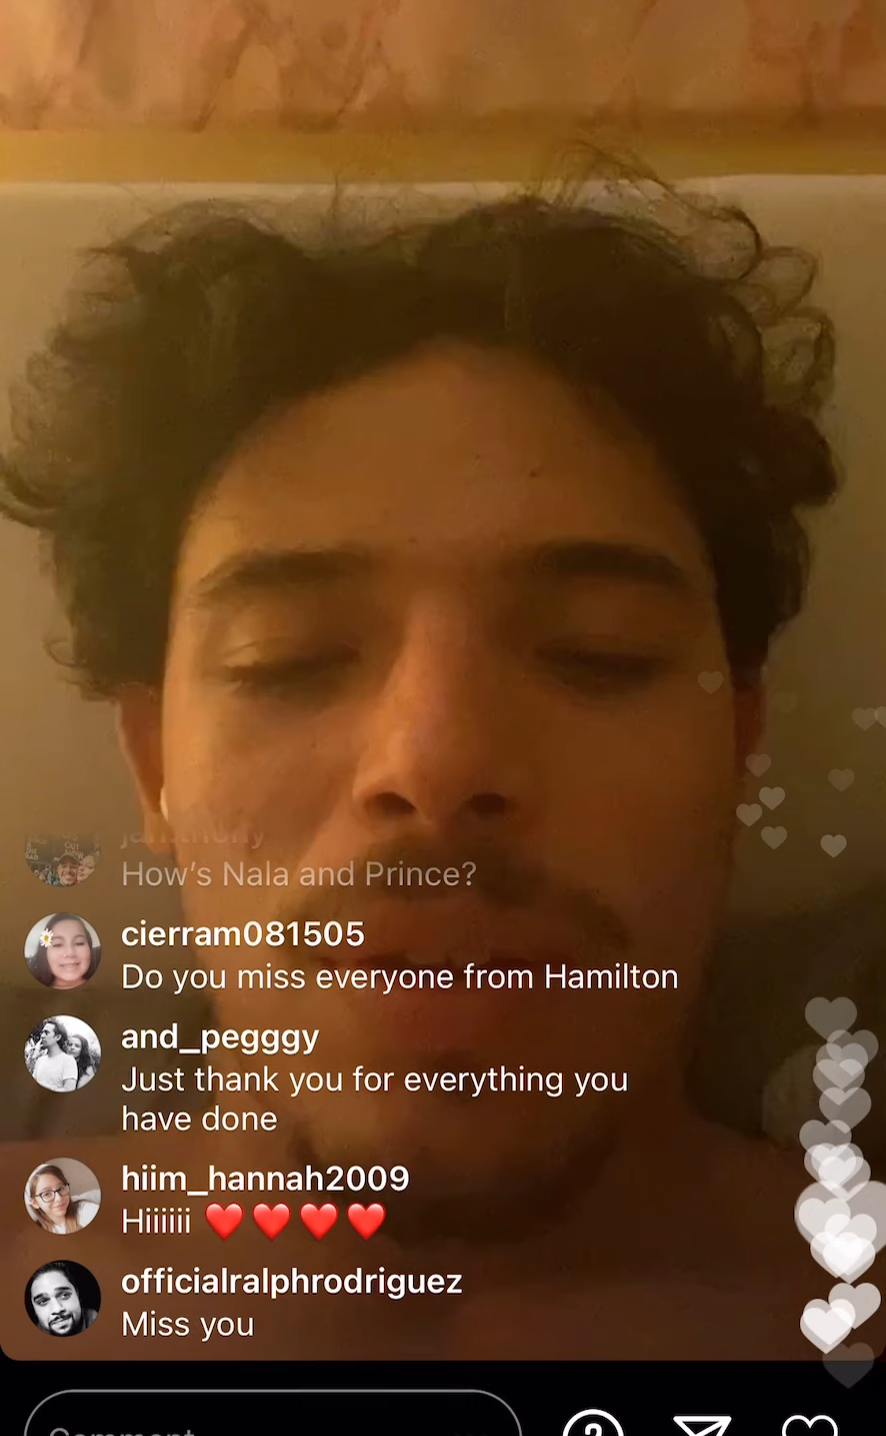 How's Nala and Prince?
cierram081505
Do you miss everyone from Hamilton
and_pegggy
Just thank you for everything you
have done
hiim_hannah2009
Hiiiiii ❤️❤️❤️❤️
officialralphrodriguez
Miss you
Comment